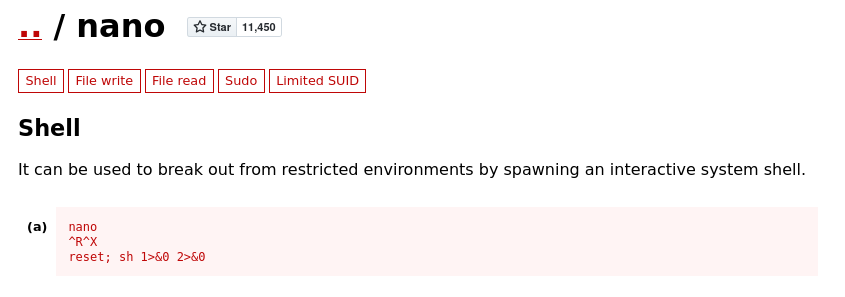 .. / nano Star 11,450
Shell File write File read Sudo Limited SUID
Shell
It can be used to break out from restricted environments by spawning an interactive system shell.
(a) nano
^R^X
reset; sh 1>&0 2>&0